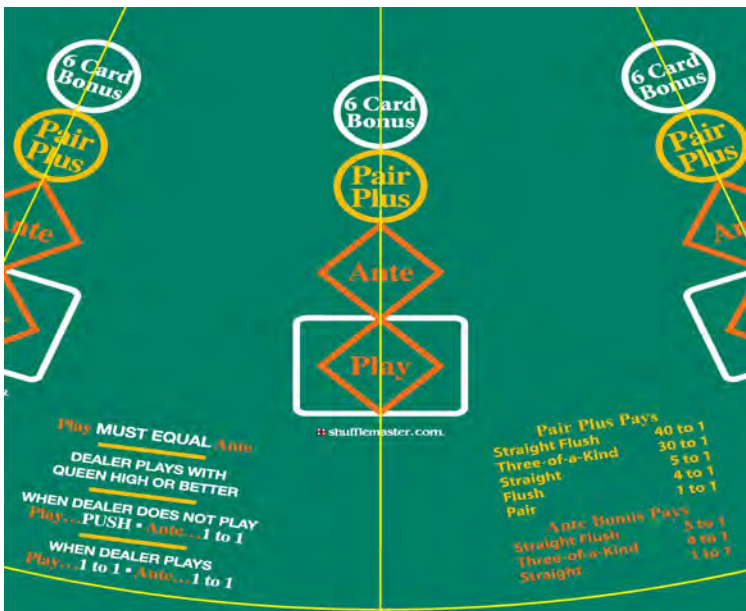 6 Card
Bonus
Pair
Plus
Ante
6 Card
Bonus
Pair
Plus
Ante
Play
shufflemaster.com.
6 Card
Bonus
Pair
Plus
An
Play MUST EQUAL Ante
DEALER PLAYS WITH
QUEEN HIGH OR BETTER
WHEN DEALER DOES NOT PLAY
Play...PUSH • Ante...1 to 1
WHEN DEALER PLAYS
Play...1 to 1 • Ante...1 to 1
Pair Plus Pays
Straight Flush 40 to 1
Three-of-a-Kind 30 to 1
Straight 5 to 1
Flush 4 to 1
Pair 1 to 1
Ante Bonus Pays
Straight Flush 5 to 1
Three-of-a-Kind 4 to 1
Straight 1 to 1